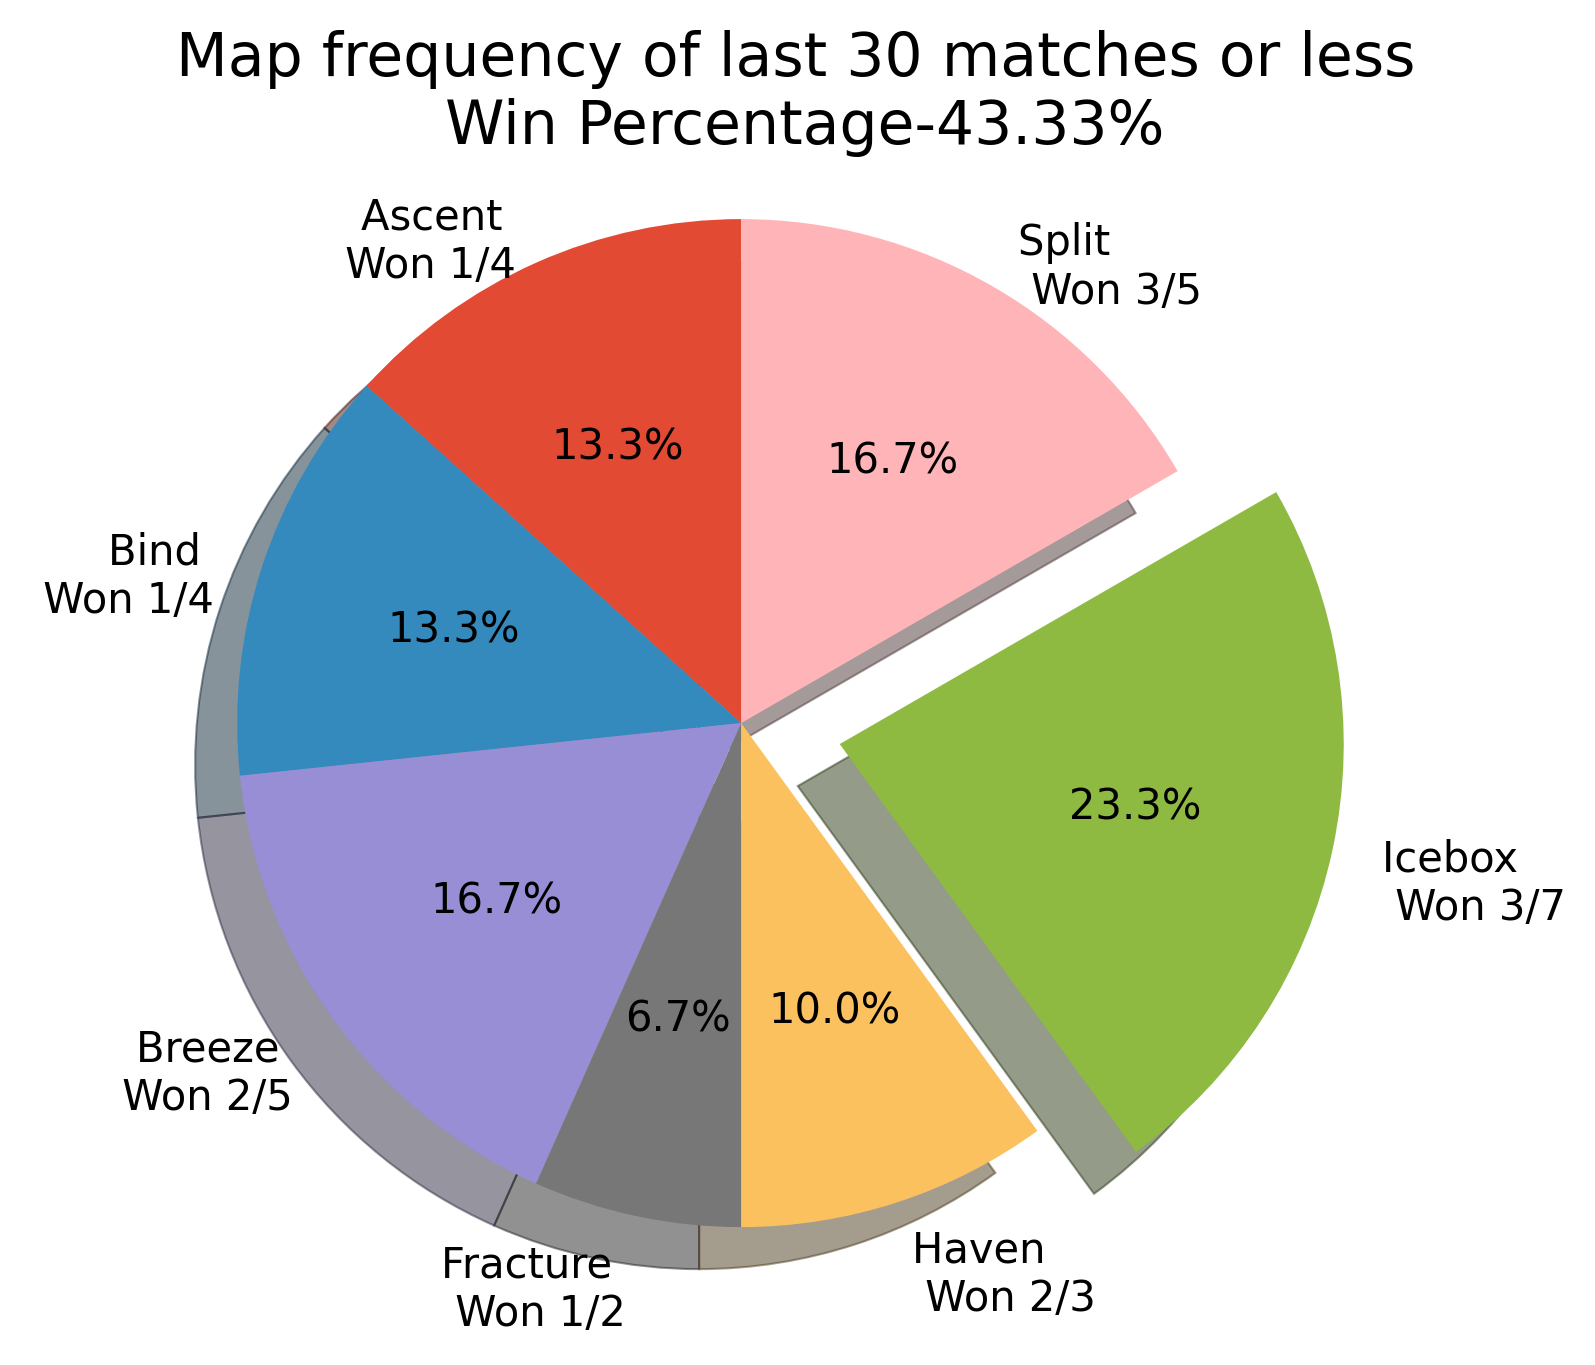 Map frequency of last 30 matches or less
Win Percentage-43.33%
Ascent
Won 1/4
Split
Won 3/5
13.3%
16.7%
Bind
Won 1/4
13.3%
23.3%
Icebox
Won 3/7
16.7%
6.7%
10.0%
Breeze
Won 2/5
Fracture
Won 1/2
Haven
Won 2/3